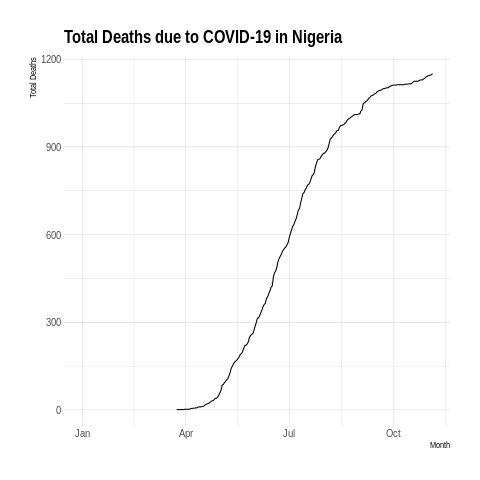 Total Deaths due to COVID-19 in Nigeria
Total Deaths
1200
900
600
300
0
Jan Apr Jul Oct
Month